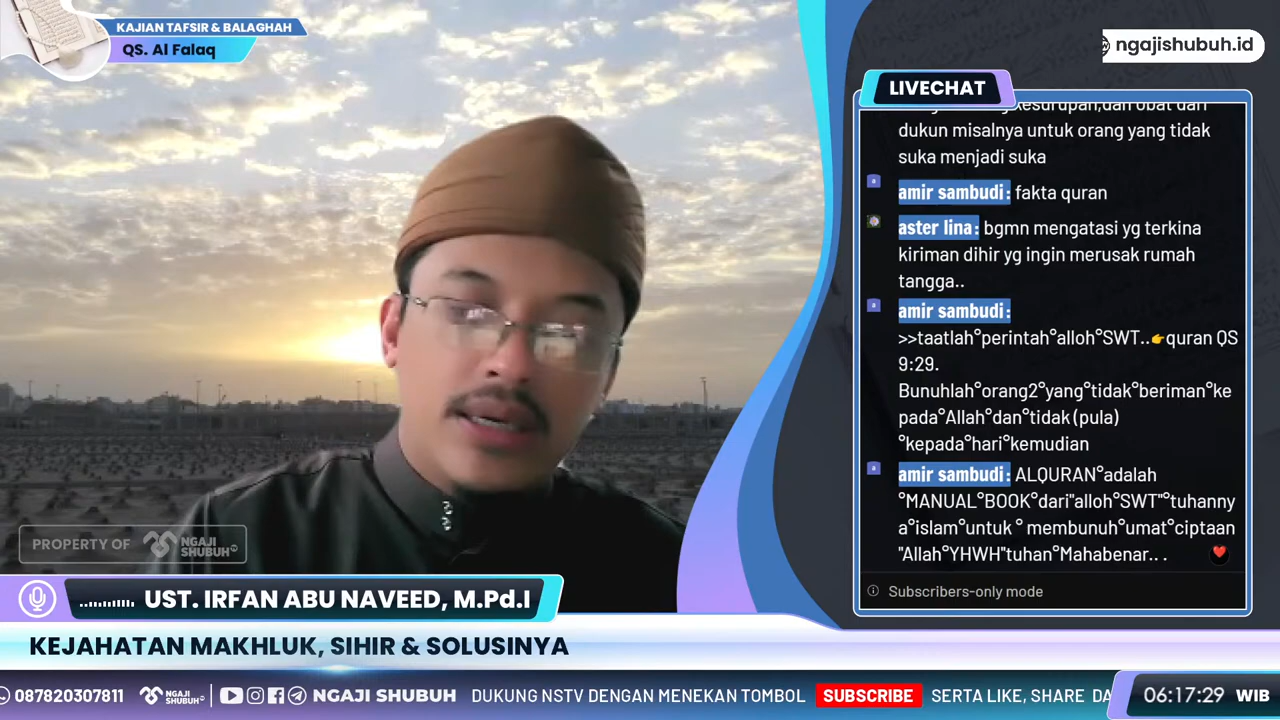 KAJIAN TAFSIR & BALAGHAH
QS. Al Falaq
ngajishubuh.id
LIVECHAT
dukun misalnya untuk orang yang tidak
suka menjadi suka
amir sambudi: fakta quran
aster lina: bgmn mengatasi yg terkina
kiriman dihir yg ingin merusak rumah
tangga..
amir sambudi:
>>taatlah°perintah°alloh°SWT..👉quran QS
9:29.
Bunuhlah°orang2°yang°tidak°beriman°ke
pada°Allah°dan°tidak(pula)
°kepada°hari°kemudian
amir sambudi: ALQURAN°adalah
°MANUAL°BOOK°dari"alloh°SWT"°tuhanny
a°islam°untuk° membunuh°umat°ciptaan
"Allah°YHWH"tuhan°Mahabenar.. .
Subscribers-only mode
PROPERTY OF NGAJI SHUBUH TV
UST. IRFAN ABU NAVEED, M.Pd.I
KEJAHATAN MAKHLUK, SIHIR & SOLUSINYA
087820307811 NGAJI SHUBUH TV NGAJI SHUBUH DUKUNG NSTV DENGAN MENEKAN TOMBOL SUBSCRIBE SERTA LIKE, SHARE DA
06:17:29 WIB